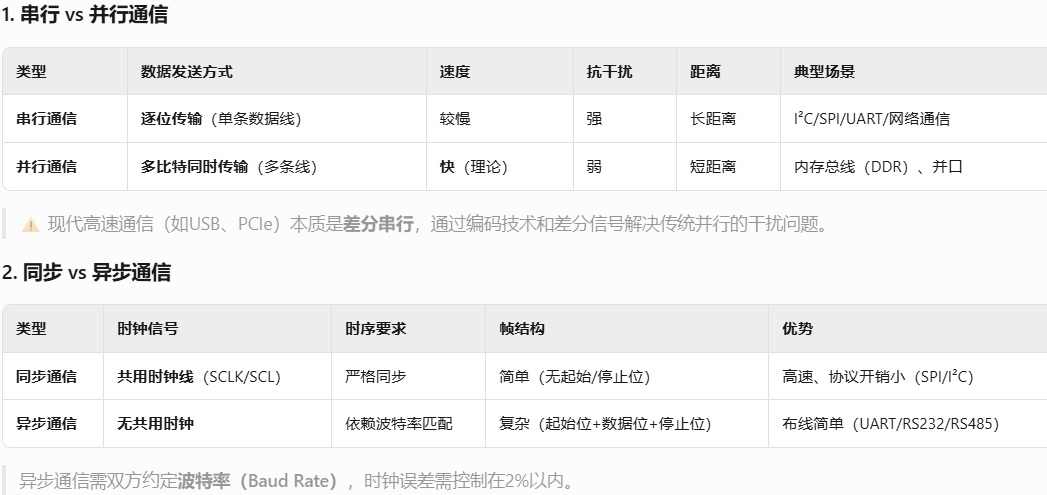 1. 串行 vs 并行通信
类型 数据发送方式 速度 抗干扰 距离 典型场景
串行通信 逐位传输（单条数据线） 较慢 强 长距离 I²C/SPI/UART/网络通信
并行通信 多比特同时传输（多条线） 快（理论） 弱 短距离 内存总线（DDR）、并口
⚠️ 现代高速通信（如USB、PCIe）本质是差分串行，通过编码技术和差分信号解决传统并行的干扰问题。
2. 同步 vs 异步通信
类型 时钟信号 时序要求 帧结构 优势
同步通信 共用时钟线（SCLK/SCL） 严格同步 简单（无起始/停止位） 高速、协议开销小（SPI/I²C）
异步通信 无共用时钟 依赖波特率匹配 复杂（起始位+数据位+停止位） 布线简单（UART/RS232/RS485）
异步通信需双方约定波特率（Baud Rate），时钟误差需控制在2%以内。